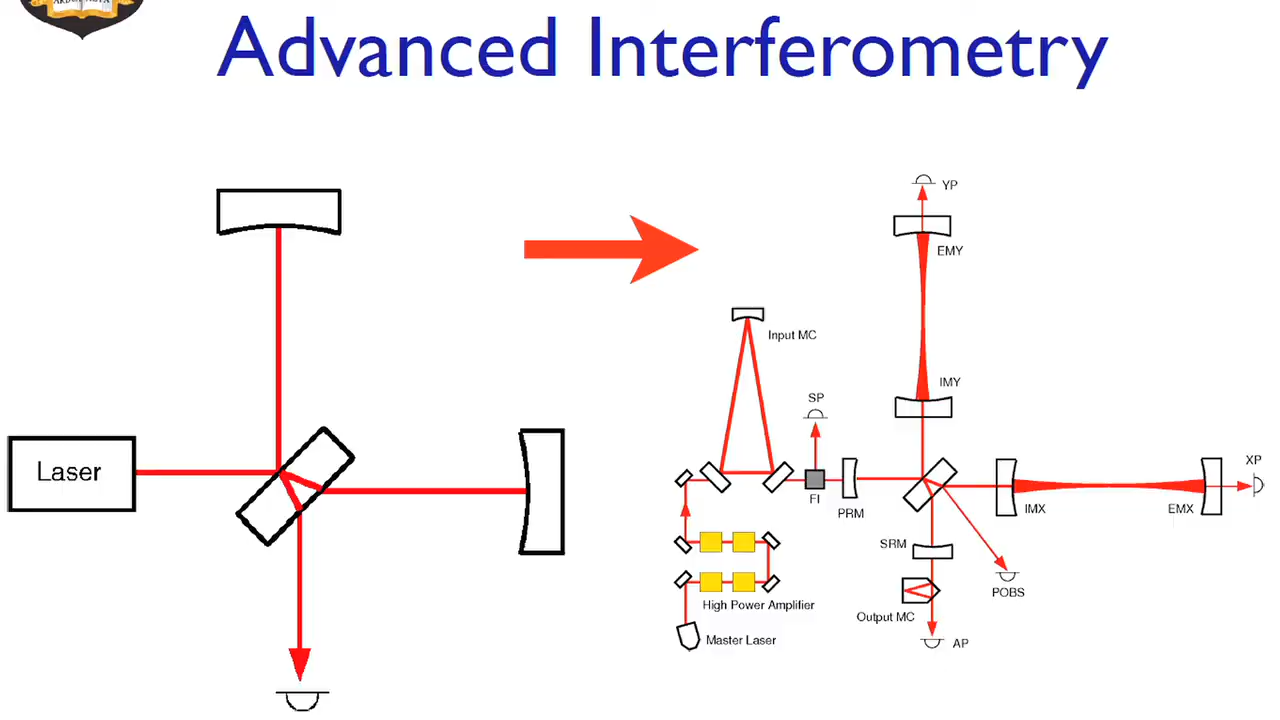 Advanced Interferometry
Laser
YP
EMY
Input MC
IMY
SP
XP
FI
PRM
IMX
EMX
SRM
POBS
High Power Amplifier
Output MC
Master Laser
AP